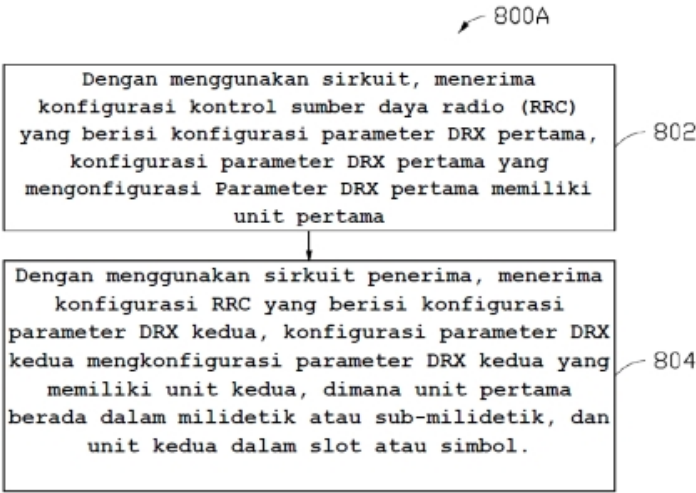 800A
Dengan menggunakan sirkuit, menerima
konfigurasi kontrol sumber daya radio (RRC)
yang berisi konfigurasi parameter DRX pertama,
konfigurasi parameter DRX pertama yang
mengonfigurasi Parameter DRX pertama memiliki
unit pertama
802
Dengan menggunakan sirkuit penerima, menerima
konfigurasi RRC yang berisi konfigurasi
parameter DRX kedua, konfigurasi parameter DRX
kedua mengkonfigurasi parameter DRX kedua yang
memiliki unit kedua, dimana unit pertama
berada dalam milidetik atau sub-milidetik, dan
unit kedua dalam slot atau simbol.
804